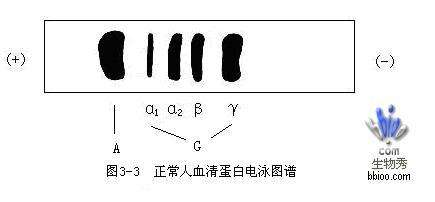 (+) (-)
α1 α2 β γ
A G
图3-3 正常人血清蛋白电泳图谱
com
生物秀
bbioo.com